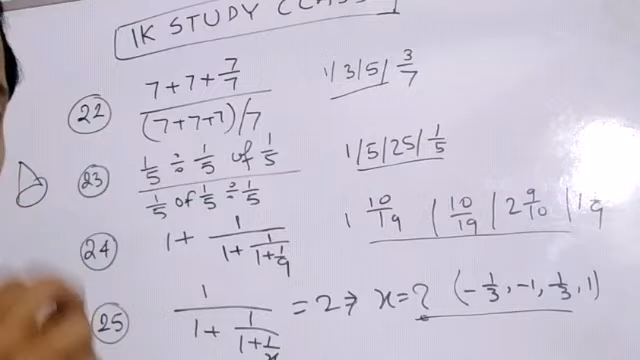 1K STUDY CLASS
22 (7 + 7 + 7/7) / ((7+7+7)/7) 1/3/5/ 3/7
23 (1/5 ÷ 1/5 of 1/5) / (1/5 of 1/5 ÷ 1/5) 1/5/25/ 1/5
24 1 + 1/(1 + 1/(1 + 1/9)) 1 10/19 / 10/19 / 2 9/10 /
25 1/(1 + 1/(1 + 1/x)) = 2 ⇒ x = ? (-1/3, -1, 1/3, 1)